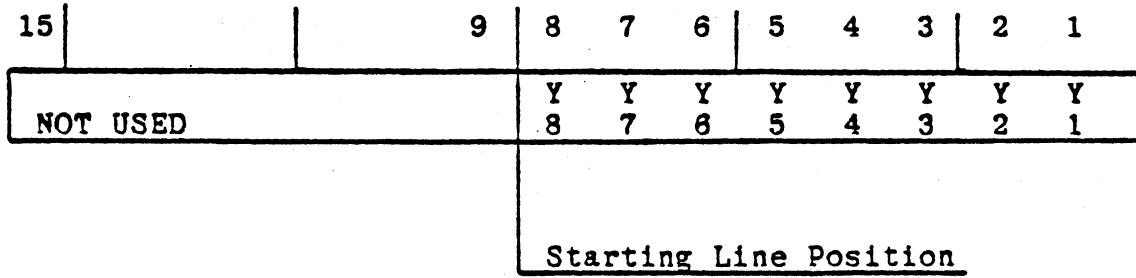 15 9 8 7 6 5 4 3 2 1
Y Y Y Y Y Y Y Y
NOT USED 8 7 6 5 4 3 2 1
Starting Line Position